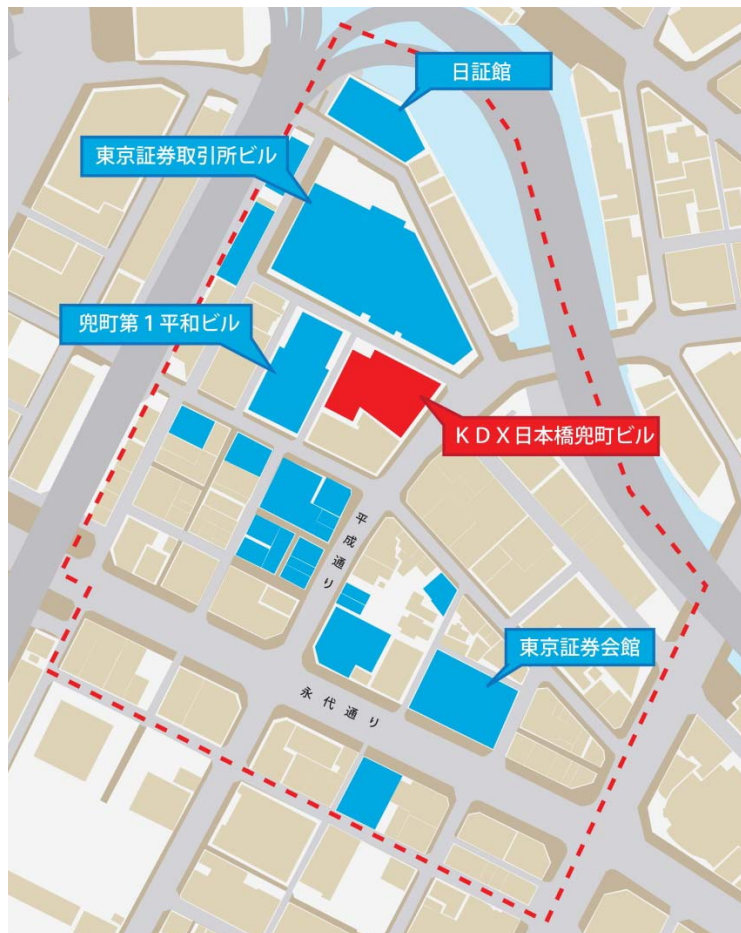 日証館
東京証券取引所ビル
兜町第1平和ビル
KDX日本橋兜町ビル
平成通り
東京証券会館
永代通り